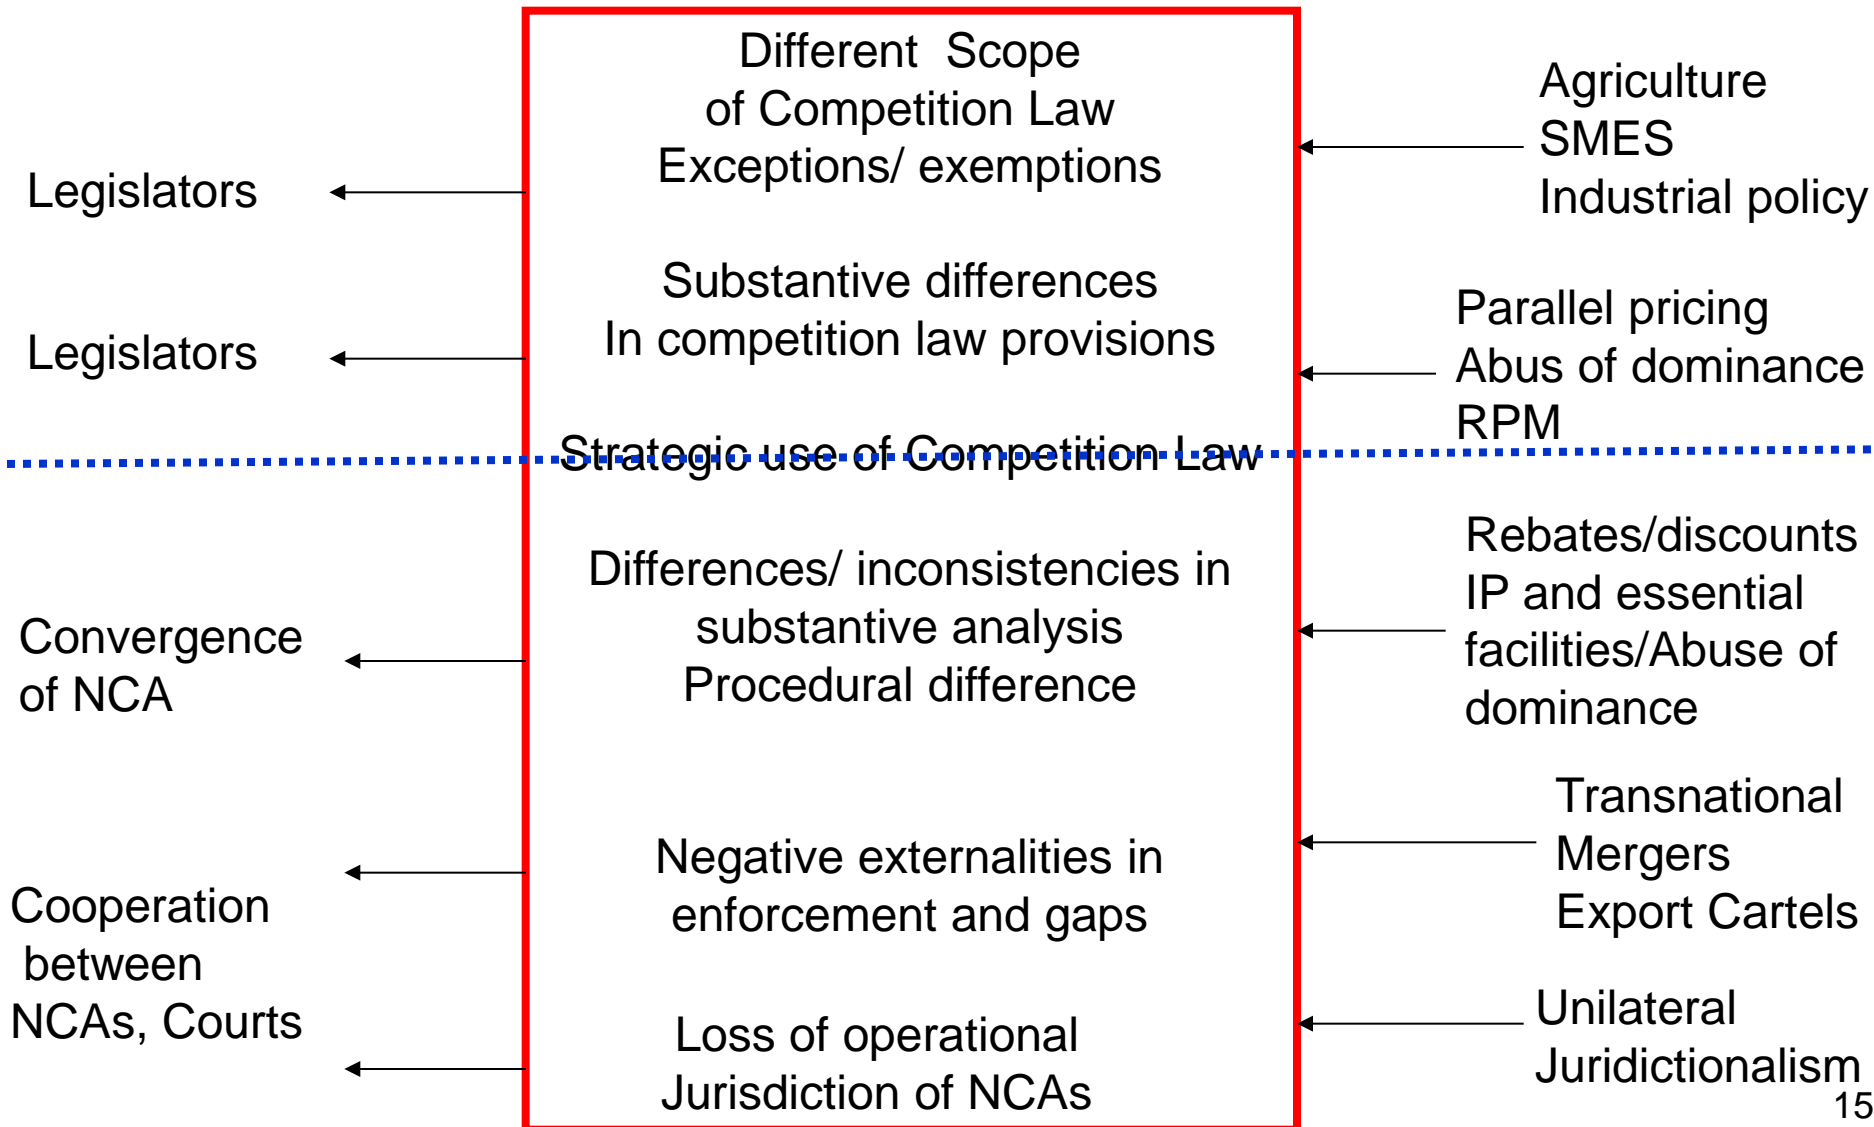 Different Scope
of Competition Law
Exceptions/ exemptions
Agriculture
SMES
Industrial policy
Legislators
Substantive differences
In competition law provisions
Parallel pricing
Abus of dominance
RPM
Legislators
Strategic use of Competition Law
Differences/ inconsistencies in
substantive analysis
Procedural difference
Rebates/discounts
IP and essential
facilities/Abuse of
dominance
Convergence
of NCA
Negative externalities in
enforcement and gaps
Transnational
Mergers
Export Cartels
Cooperation
between
NCAs, Courts
Loss of operational
Jurisdiction of NCAs
Unilateral
Juridictionalism
15